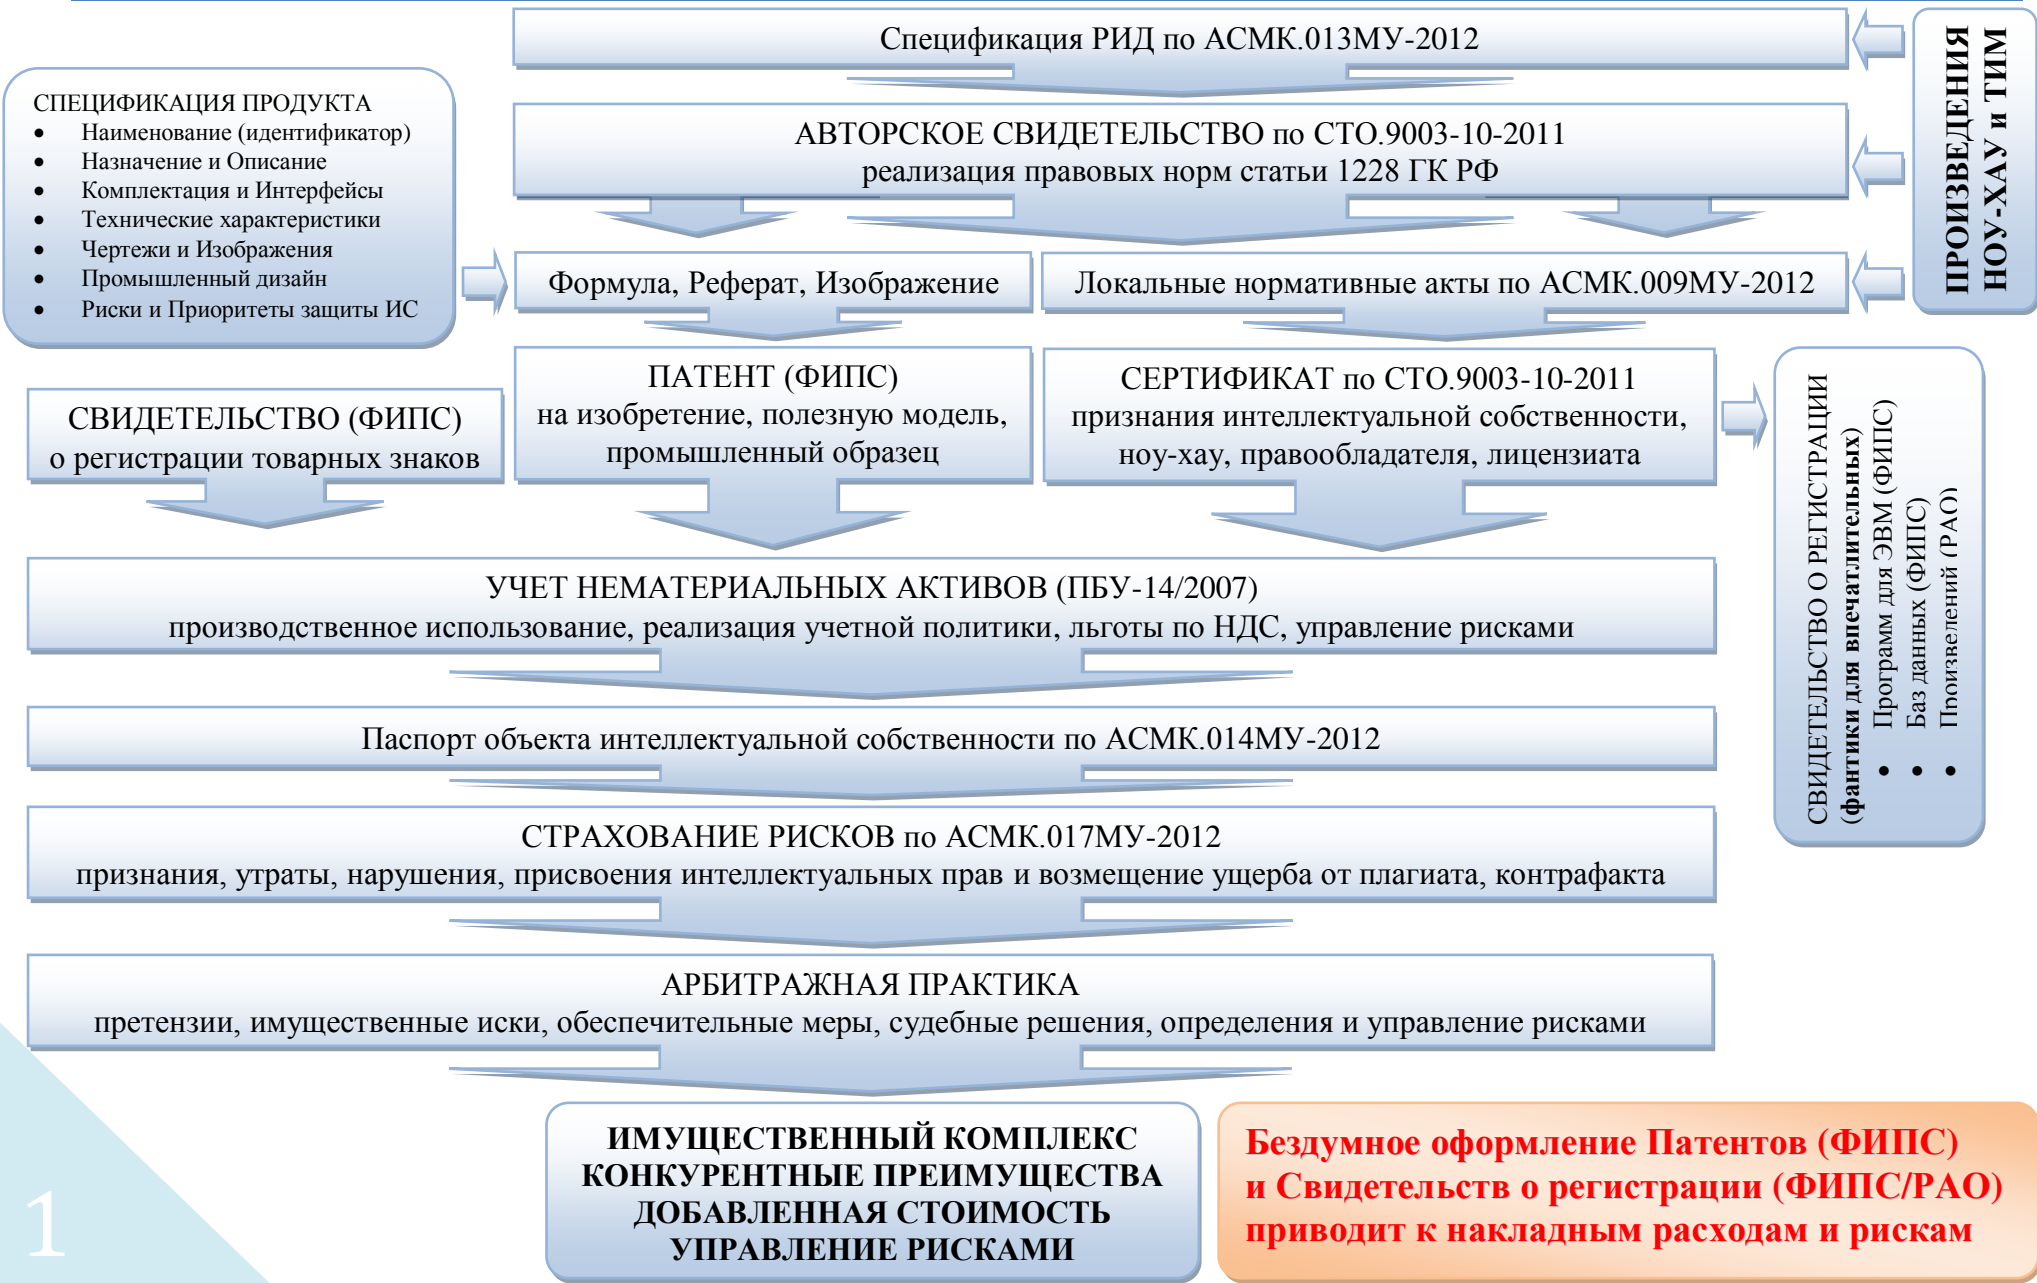 Спецификация РИД по АСМК.013МУ-2012
ПРОИЗВЕДЕНИЯ
НОУ-ХАУ и ТИМ
СПЕЦИФИКАЦИЯ ПРОДУКТА
• Наименование (идентификатор)
• Назначение и Описание
• Комплектация и Интерфейсы
• Технические характеристики
• Чертежи и Изображения
• Промышленный дизайн
• Риски и Приоритеты защиты ИС
АВТОРСКОЕ СВИДЕТЕЛЬСТВО по СТО.9003-10-2011
реализация правовых норм статьи 1228 ГК РФ
Формула, Реферат, Изображение
Локальные нормативные акты по АСМК.009МУ-2012
СВИДЕТЕЛЬСТВО (ФИПС)
о регистрации товарных знаков
ПАТЕНТ (ФИПС)
на изобретение, полезную модель,
промышленный образец
СЕРТИФИКАТ по СТО.9003-10-2011
признания интеллектуальной собственности,
ноу-хау, правообладателя, лицензиата
СВИДЕТЕЛЬСТВО О РЕГИСТРАЦИИ
(фантики для впечатлительных)
• Программ для ЭВМ (ФИПС)
• Баз данных (ФИПС)
• Произведений (РАО)
УЧЕТ НЕМАТЕРИАЛЬНЫХ АКТИВОВ (ПБУ-14/2007)
производственное использование, реализация учетной политики, льготы по НДС, управление рисками
Паспорт объекта интеллектуальной собственности по АСМК.014МУ-2012
СТРАХОВАНИЕ РИСКОВ по АСМК.017МУ-2012
признания, утраты, нарушения, присвоения интеллектуальных прав и возмещение ущерба от плагиата, контрафакта
АРБИТРАЖНАЯ ПРАКТИКА
претензии, имущественные иски, обеспечительные меры, судебные решения, определения и управление рисками
ИМУЩЕСТВЕННЫЙ КОМПЛЕКС
КОНКУРЕНТНЫЕ ПРЕИМУЩЕСТВА
ДОБАВЛЕННАЯ СТОИМОСТЬ
УПРАВЛЕНИЕ РИСКАМИ
Бездумное оформление Патентов (ФИПС)
и Свидетельств о регистрации (ФИПС/РАО)
приводит к накладным расходам и рискам
1